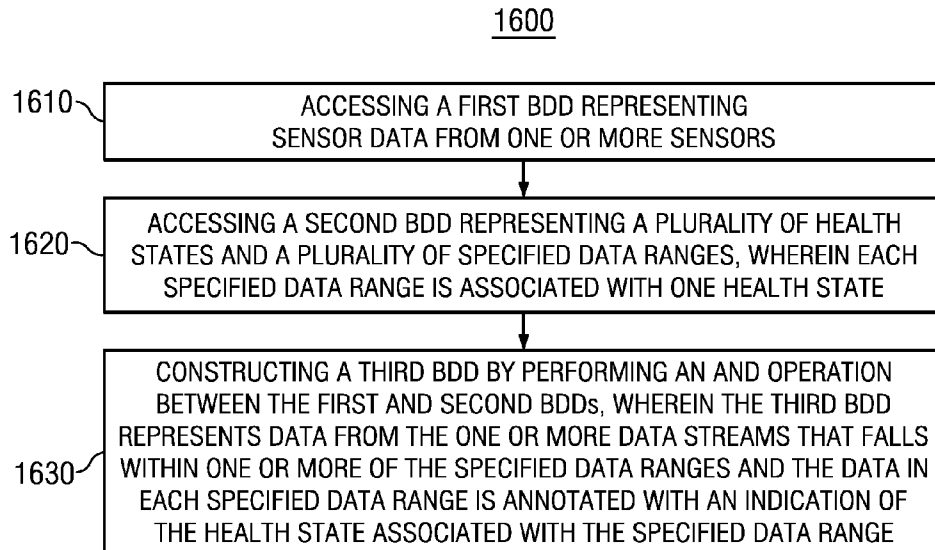 1600
1610
ACCESSING A FIRST BDD REPRESENTING
SENSOR DATA FROM ONE OR MORE SENSORS
1620
ACCESSING A SECOND BDD REPRESENTING A PLURALITY OF HEALTH
STATES AND A PLURALITY OF SPECIFIED DATA RANGES, WHEREIN EACH
SPECIFIED DATA RANGE IS ASSOCIATED WITH ONE HEALTH STATE
1630
CONSTRUCTING A THIRD BDD BY PERFORMING AN AND OPERATION
BETWEEN THE FIRST AND SECOND BDDs, WHEREIN THE THIRD BDD
REPRESENTS DATA FROM THE ONE OR MORE DATA STREAMS THAT FALLS
WITHIN ONE OR MORE OF THE SPECIFIED DATA RANGES AND THE DATA IN
EACH SPECIFIED DATA RANGE IS ANNOTATED WITH AN INDICATION OF
THE HEALTH STATE ASSOCIATED WITH THE SPECIFIED DATA RANGE